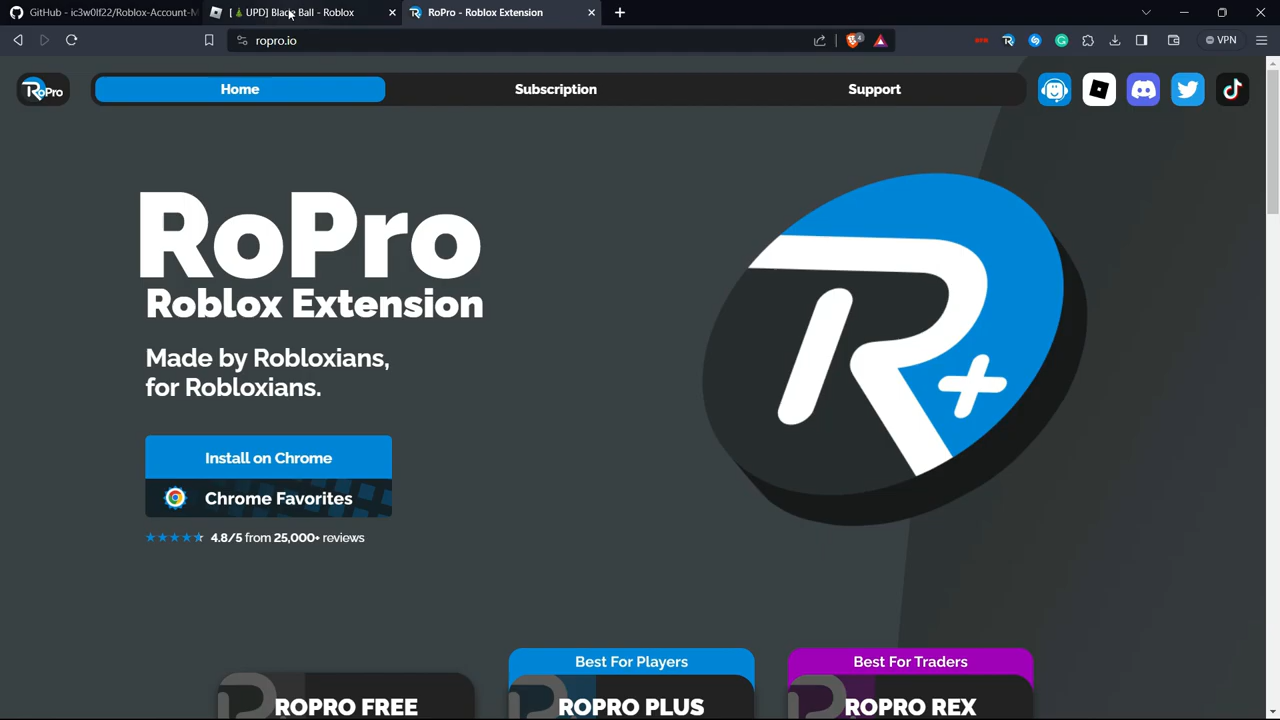 GitHub - ic3w0lf22/Roblox-Account-M
[🎄UPD] Blade Ball - Roblox
RoPro - Roblox Extension
ropro.io
4
VPN
RoPro
Home
Subscription
Support
RoPro
Roblox Extension
Made by Robloxians,
for Robloxians.
Install on Chrome
Chrome Favorites
4.8/5 from 25,000+ reviews
Best For Players
Best For Traders
ROPRO FREE
ROPRO PLUS
ROPRO REX